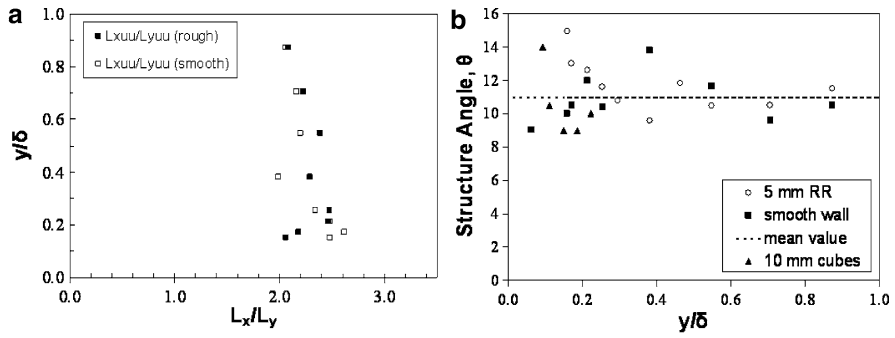 a
1.0
0.8
0.6
0.4
0.2
0.0
y/δ
Lxuu/Lyuu (rough)
Lxuu/Lyuu (smooth)
0.0 1.0 2.0 3.0
Lx/Ly
b
16
14
12
10
8
6
4
2
0
Structure Angle, θ
5 mm RR
smooth wall
mean value
10 mm cubes
0.0 0.2 0.4 0.6 0.8 1.0
y/δ